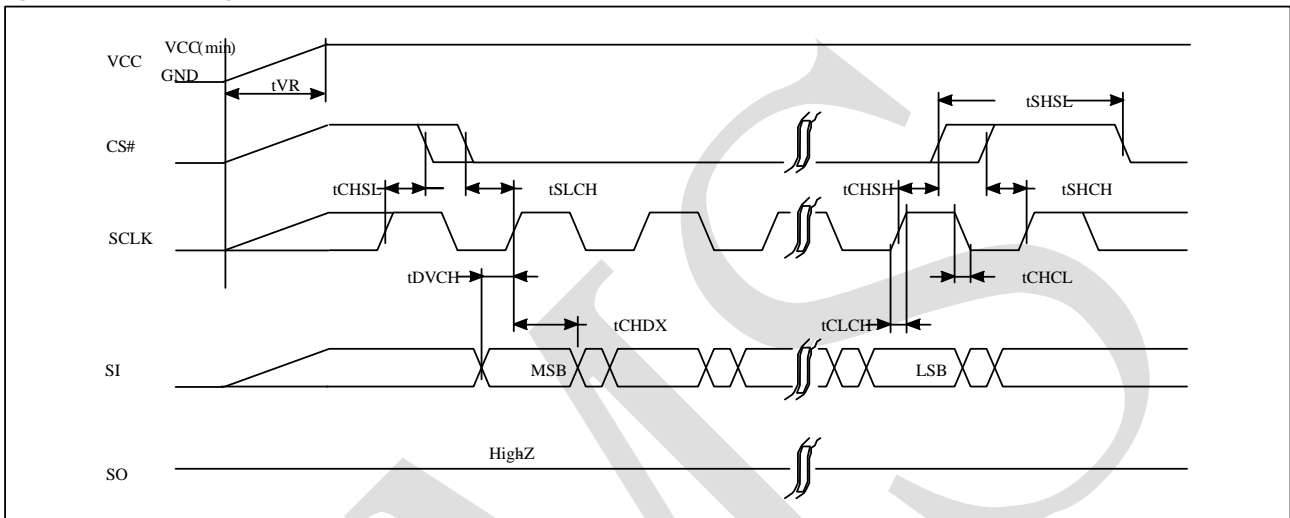 VCC
VCC(min)
GND
tVR
tSHSL
CS#
tCHSL
tSLCH
tCHSH
tSHCH
SCLK
tDVCH
tCHCL
tCHDX
tCLCH
SI
MSB
LSB
HighZ
SO